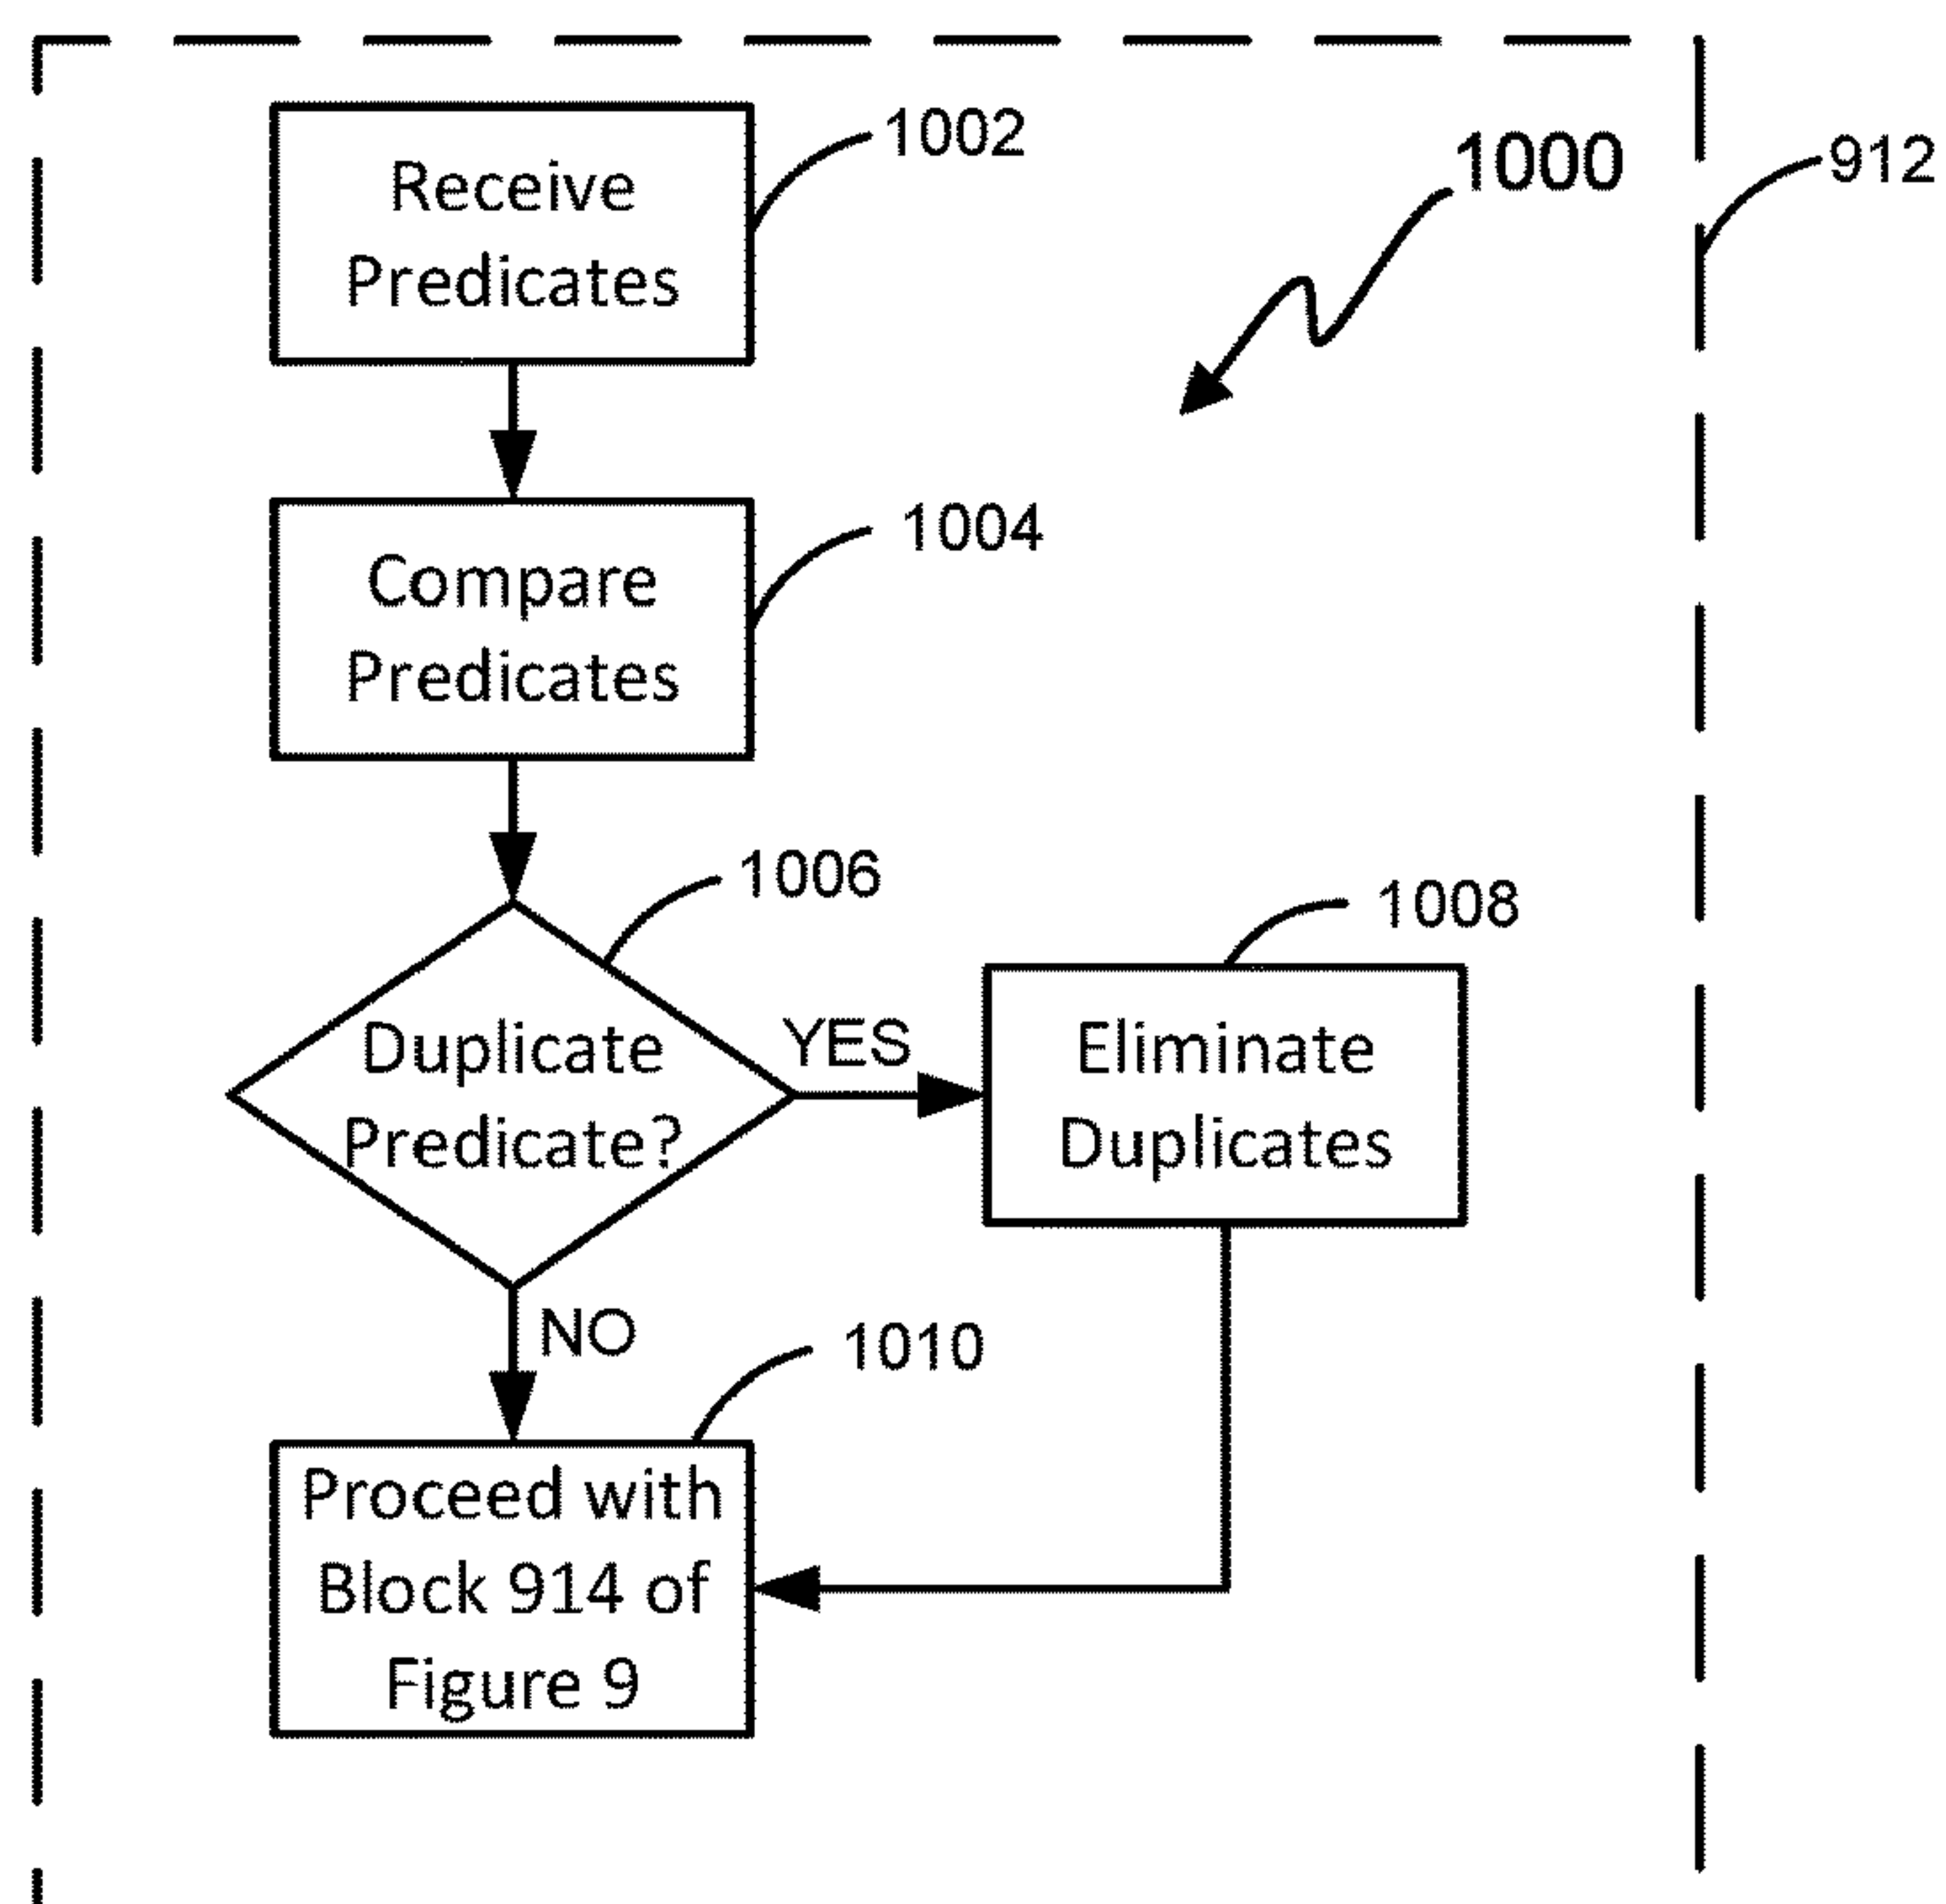 1002
1000
912
Receive
Predicates
1004
Compare
Predicates
1006
1008
Duplicate
Predicate?
YES
Eliminate
Duplicates
NO
1010
Proceed with
Block 914 of
Figure 9